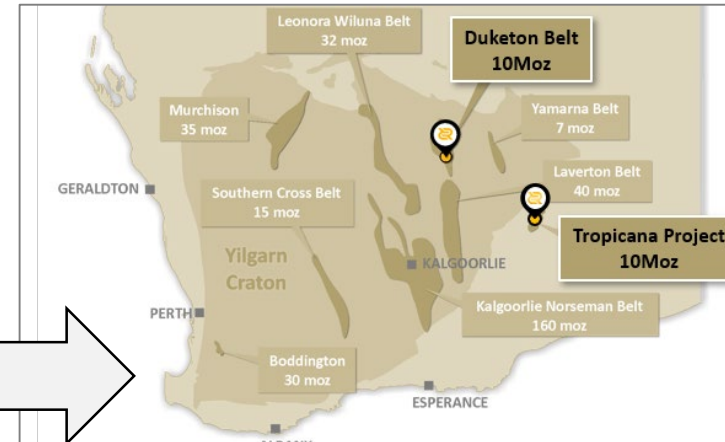 Leonora Wiluna Belt
32 moz
Duketon Belt
10Moz
Murchison
35 moz
Yamarna Belt
7 moz
Laverton Belt
40 moz
GERALDTON
Southern Cross Belt
15 moz
Tropicana Project
10Moz
Yilgarn
Craton
KALGOORLIE
PERTH
Kalgoorlie Norseman Belt
160 moz
Boddington
30 moz
ESPERANCE